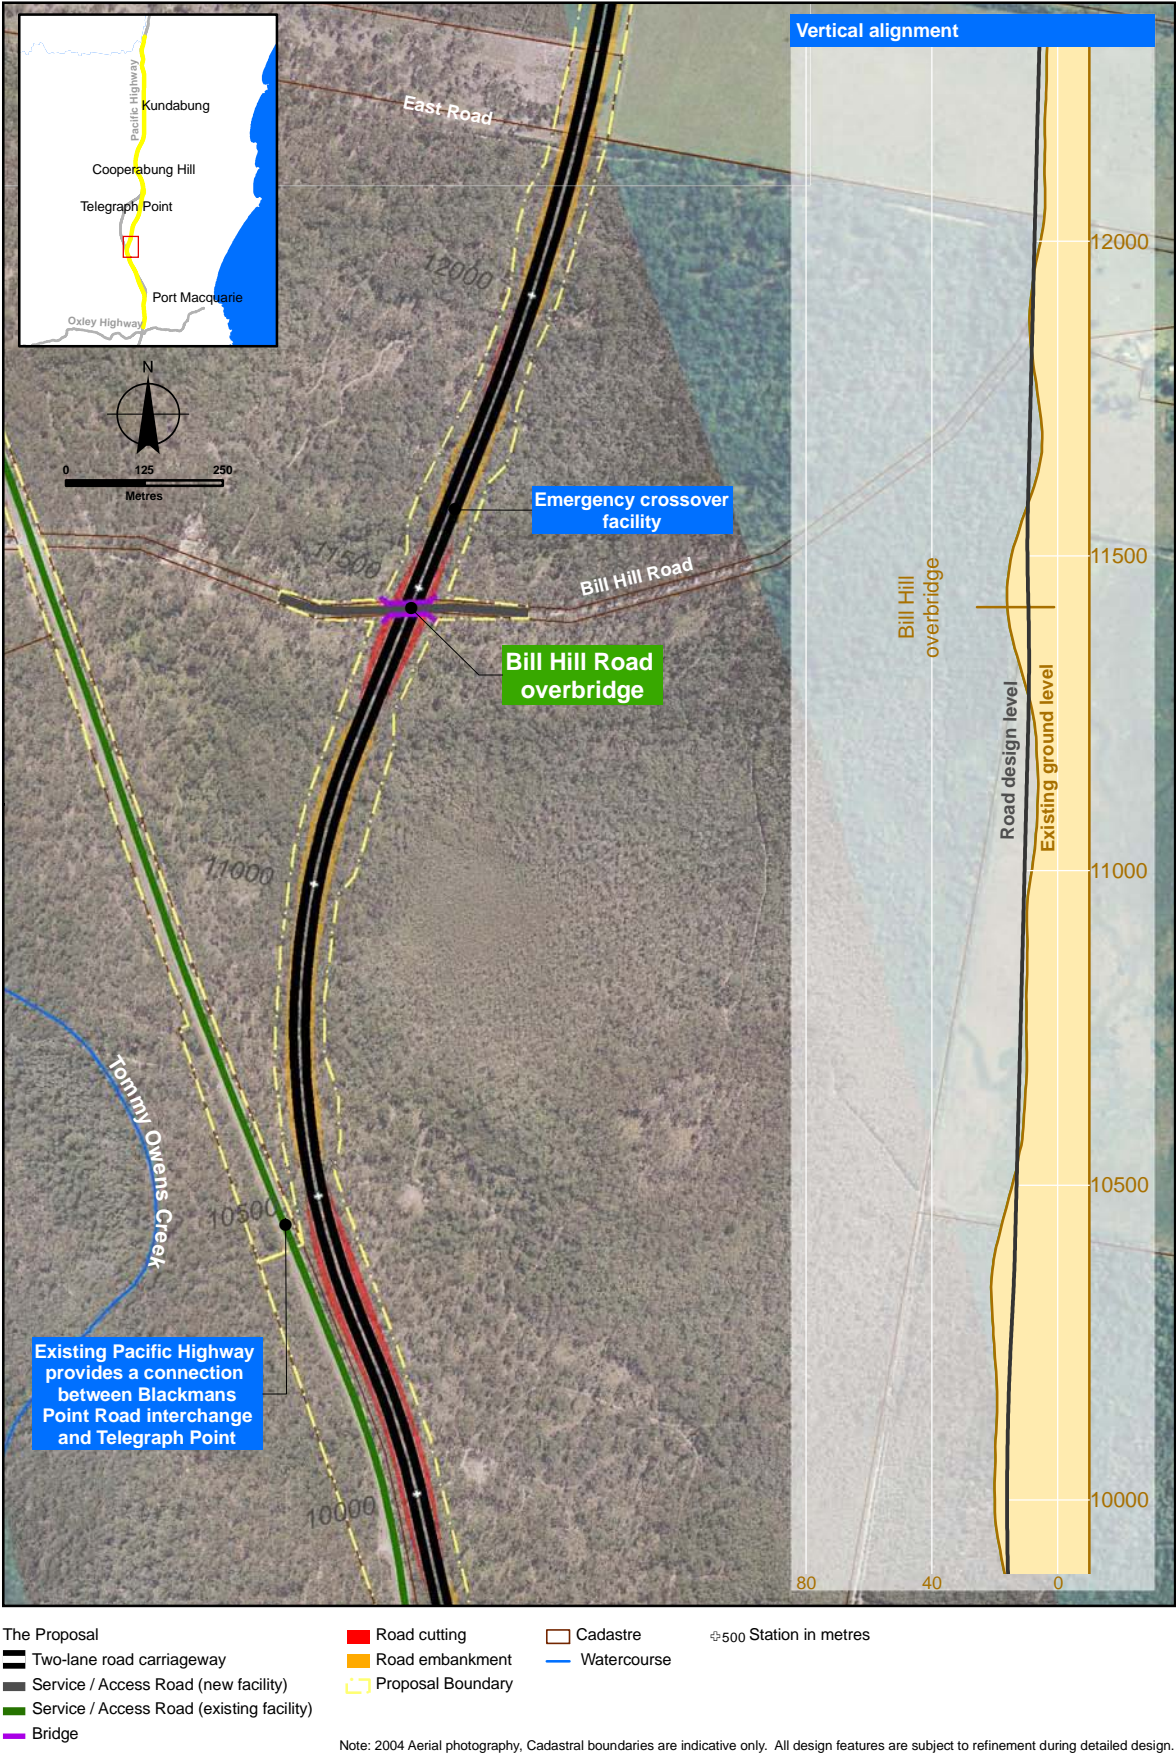 Vertical alignment
Pacific Highway
Kundabung
Cooperabung Hill
Telegraph Point
Port Macquarie
Oxley Highway
East Road
12000
12000
N
0 125 250
Metres
Emergency crossover
facility
11500
11500
Bill Hill Road
Bill Hill
overbridge
Bill Hill Road
overbridge
Road design level
Existing ground level
11000
11000
Tommy Owens Creek
10500
10500
Existing Pacific Highway
provides a connection
between Blackmans
Point Road interchange
and Telegraph Point
10000
10000
80 40 0
The Proposal
Two-lane road carriageway
Service / Access Road (new facility)
Service / Access Road (existing facility)
Bridge
Road cutting
Road embankment
Proposal Boundary
Cadastre
Watercourse
500 Station in metres
Note: 2004 Aerial photography, Cadastral boundaries are indicative only. All design features are subject to refinement during detailed design.